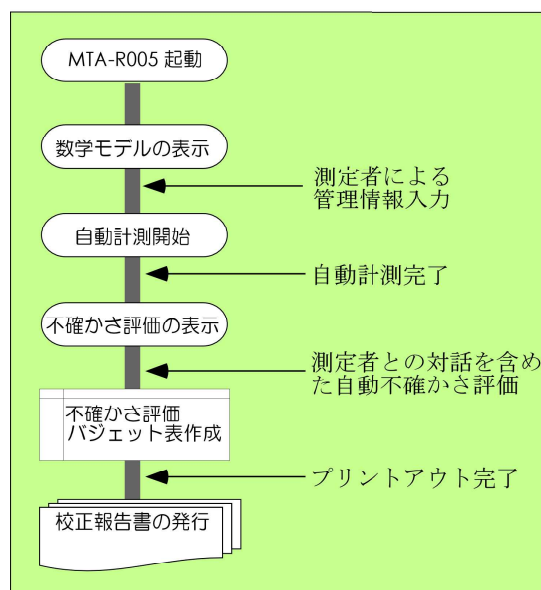 MTA-R005 起動
数学モデルの表示
測定者による
管理情報入力
自動計測開始
自動計測完了
不確かさ評価の表示
測定者との対話を含め
た自動不確かさ評価
不確かさ評価
バジェット表作成
プリントアウト完了
校正報告書の発行